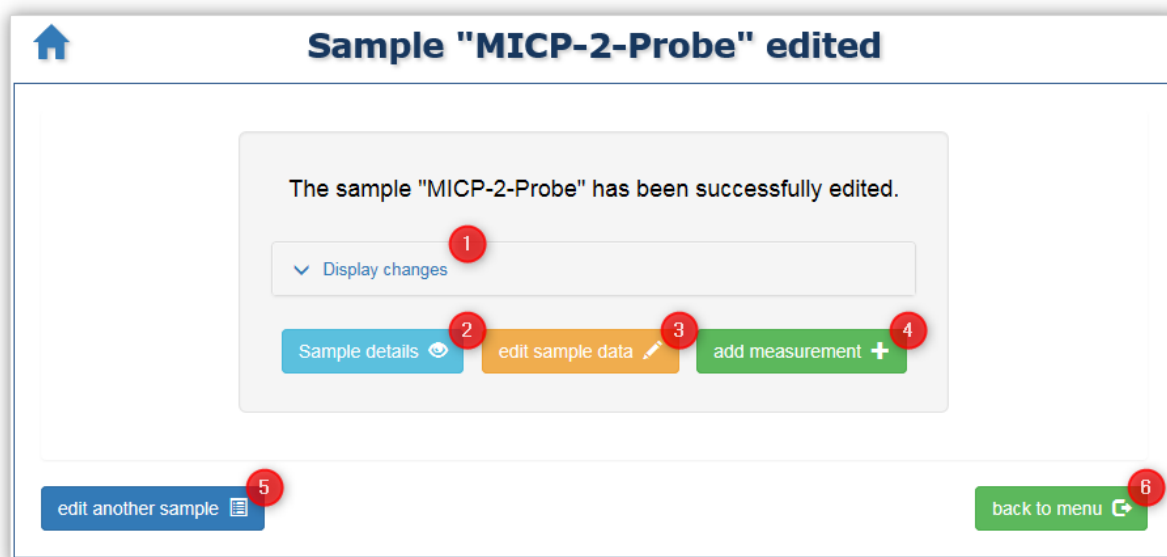 Sample "MICP-2-Probe" edited
The sample "MICP-2-Probe" has been successfully edited.
1
Display changes
2
3
4
Sample details
edit sample data
add measurement
5
6
edit another sample
back to menu